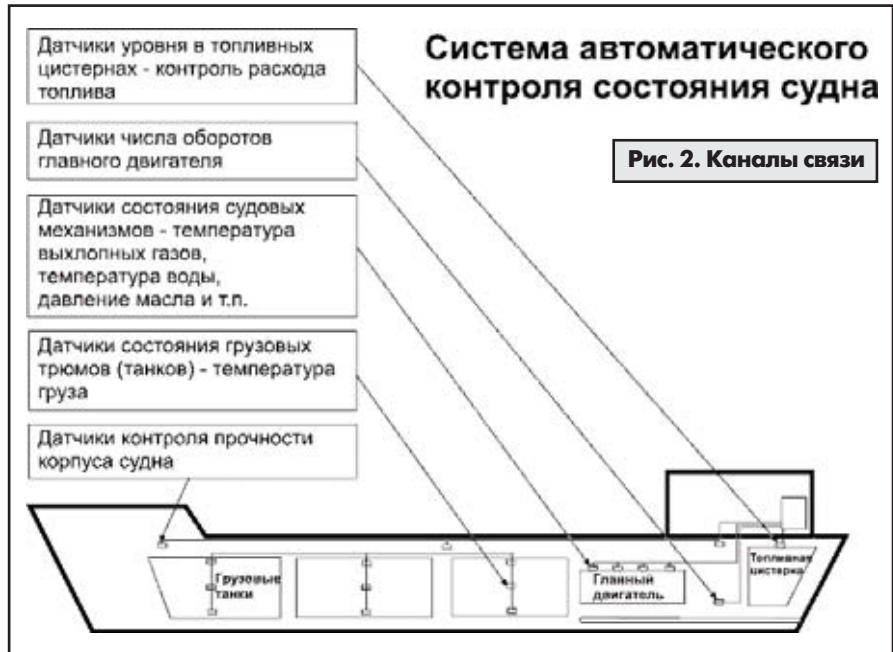 Датчики уровня в топливных
цистернах - контроль расхода
топлива
Система автоматического
контроля состояния судна
Датчики числа оборотов
главного двигателя
Рис. 2. Каналы связи
Датчики состояния судовых
механизмов - температура
выхлопных газов,
температура воды,
давление масла и т.п.
Датчики состояния грузовых
трюмов (танков) - температура
груза
Датчики контроля прочности
корпуса судна
Грузовые
танки
Главный
двигатель
Топливная
цистерна